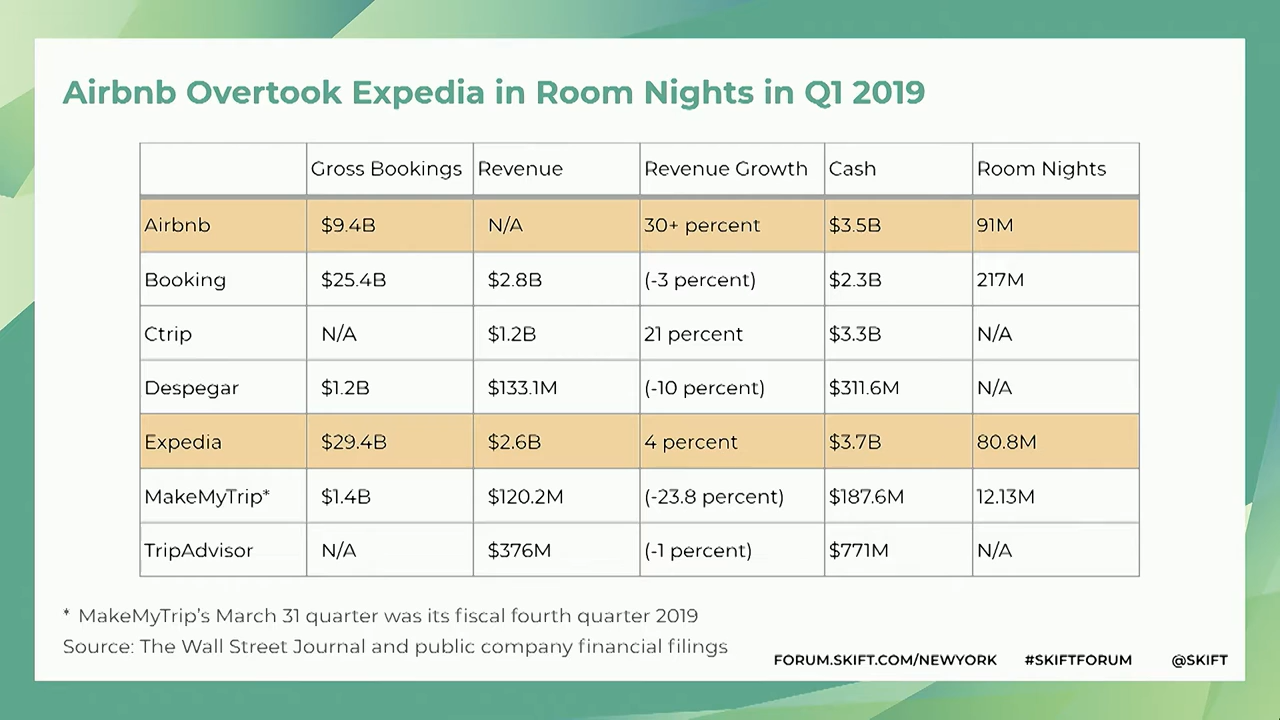 Airbnb Overtook Expedia in Room Nights in Q1 2019
Gross Bookings Revenue Revenue Growth Cash Room Nights
Airbnb $9.4B N/A 30+ percent $3.5B 91M
Booking $25.4B $2.8B (-3 percent) $2.3B 217M
Ctrip N/A $1.2B 21 percent $3.3B N/A
Despegar $1.2B $133.1M (-10 percent) $311.6M N/A
Expedia $29.4B $2.6B 4 percent $3.7B 80.8M
MakeMyTrip* $1.4B $120.2M (-23.8 percent) $187.6M 12.13M
TripAdvisor N/A $376M (-1 percent) $771M N/A
* MakeMyTrip's March 31 quarter was its fiscal fourth quarter 2019
Source: The Wall Street Journal and public company financial filings
FORUM.SKIFT.COM/NEWYORK #SKIFTFORUM @SKIFT